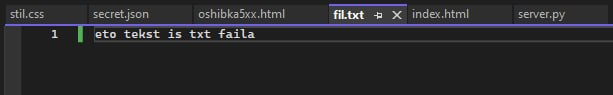 stil.css secret.json oshibka5xx.html fil.txt index.html server.py
1 eto tekst is txt faila